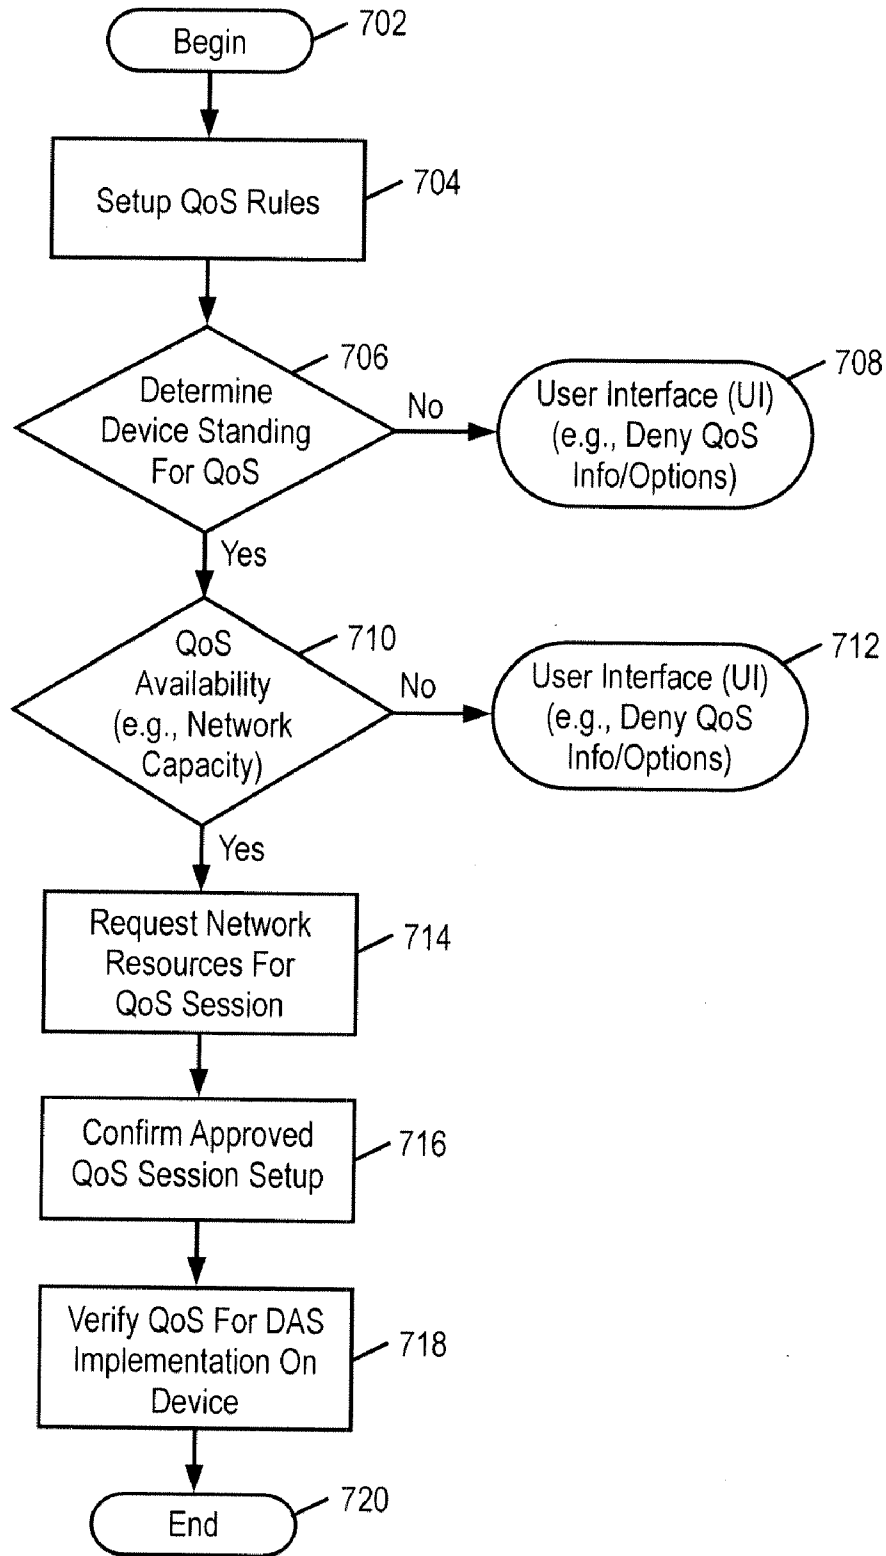 Begin
702
Setup QoS Rules
704
706
Determine
Device Standing
For QoS
No
708
User Interface (UI)
(e.g., Deny QoS
Info/Options)
Yes
710
QoS
Availability
(e.g., Network
Capacity)
No
712
User Interface (UI)
(e.g., Deny QoS
Info/Options)
Yes
Request Network
Resources For
QoS Session
714
Confirm Approved
QoS Session Setup
716
Verify QoS For DAS
Implementation On
Device
718
End
720